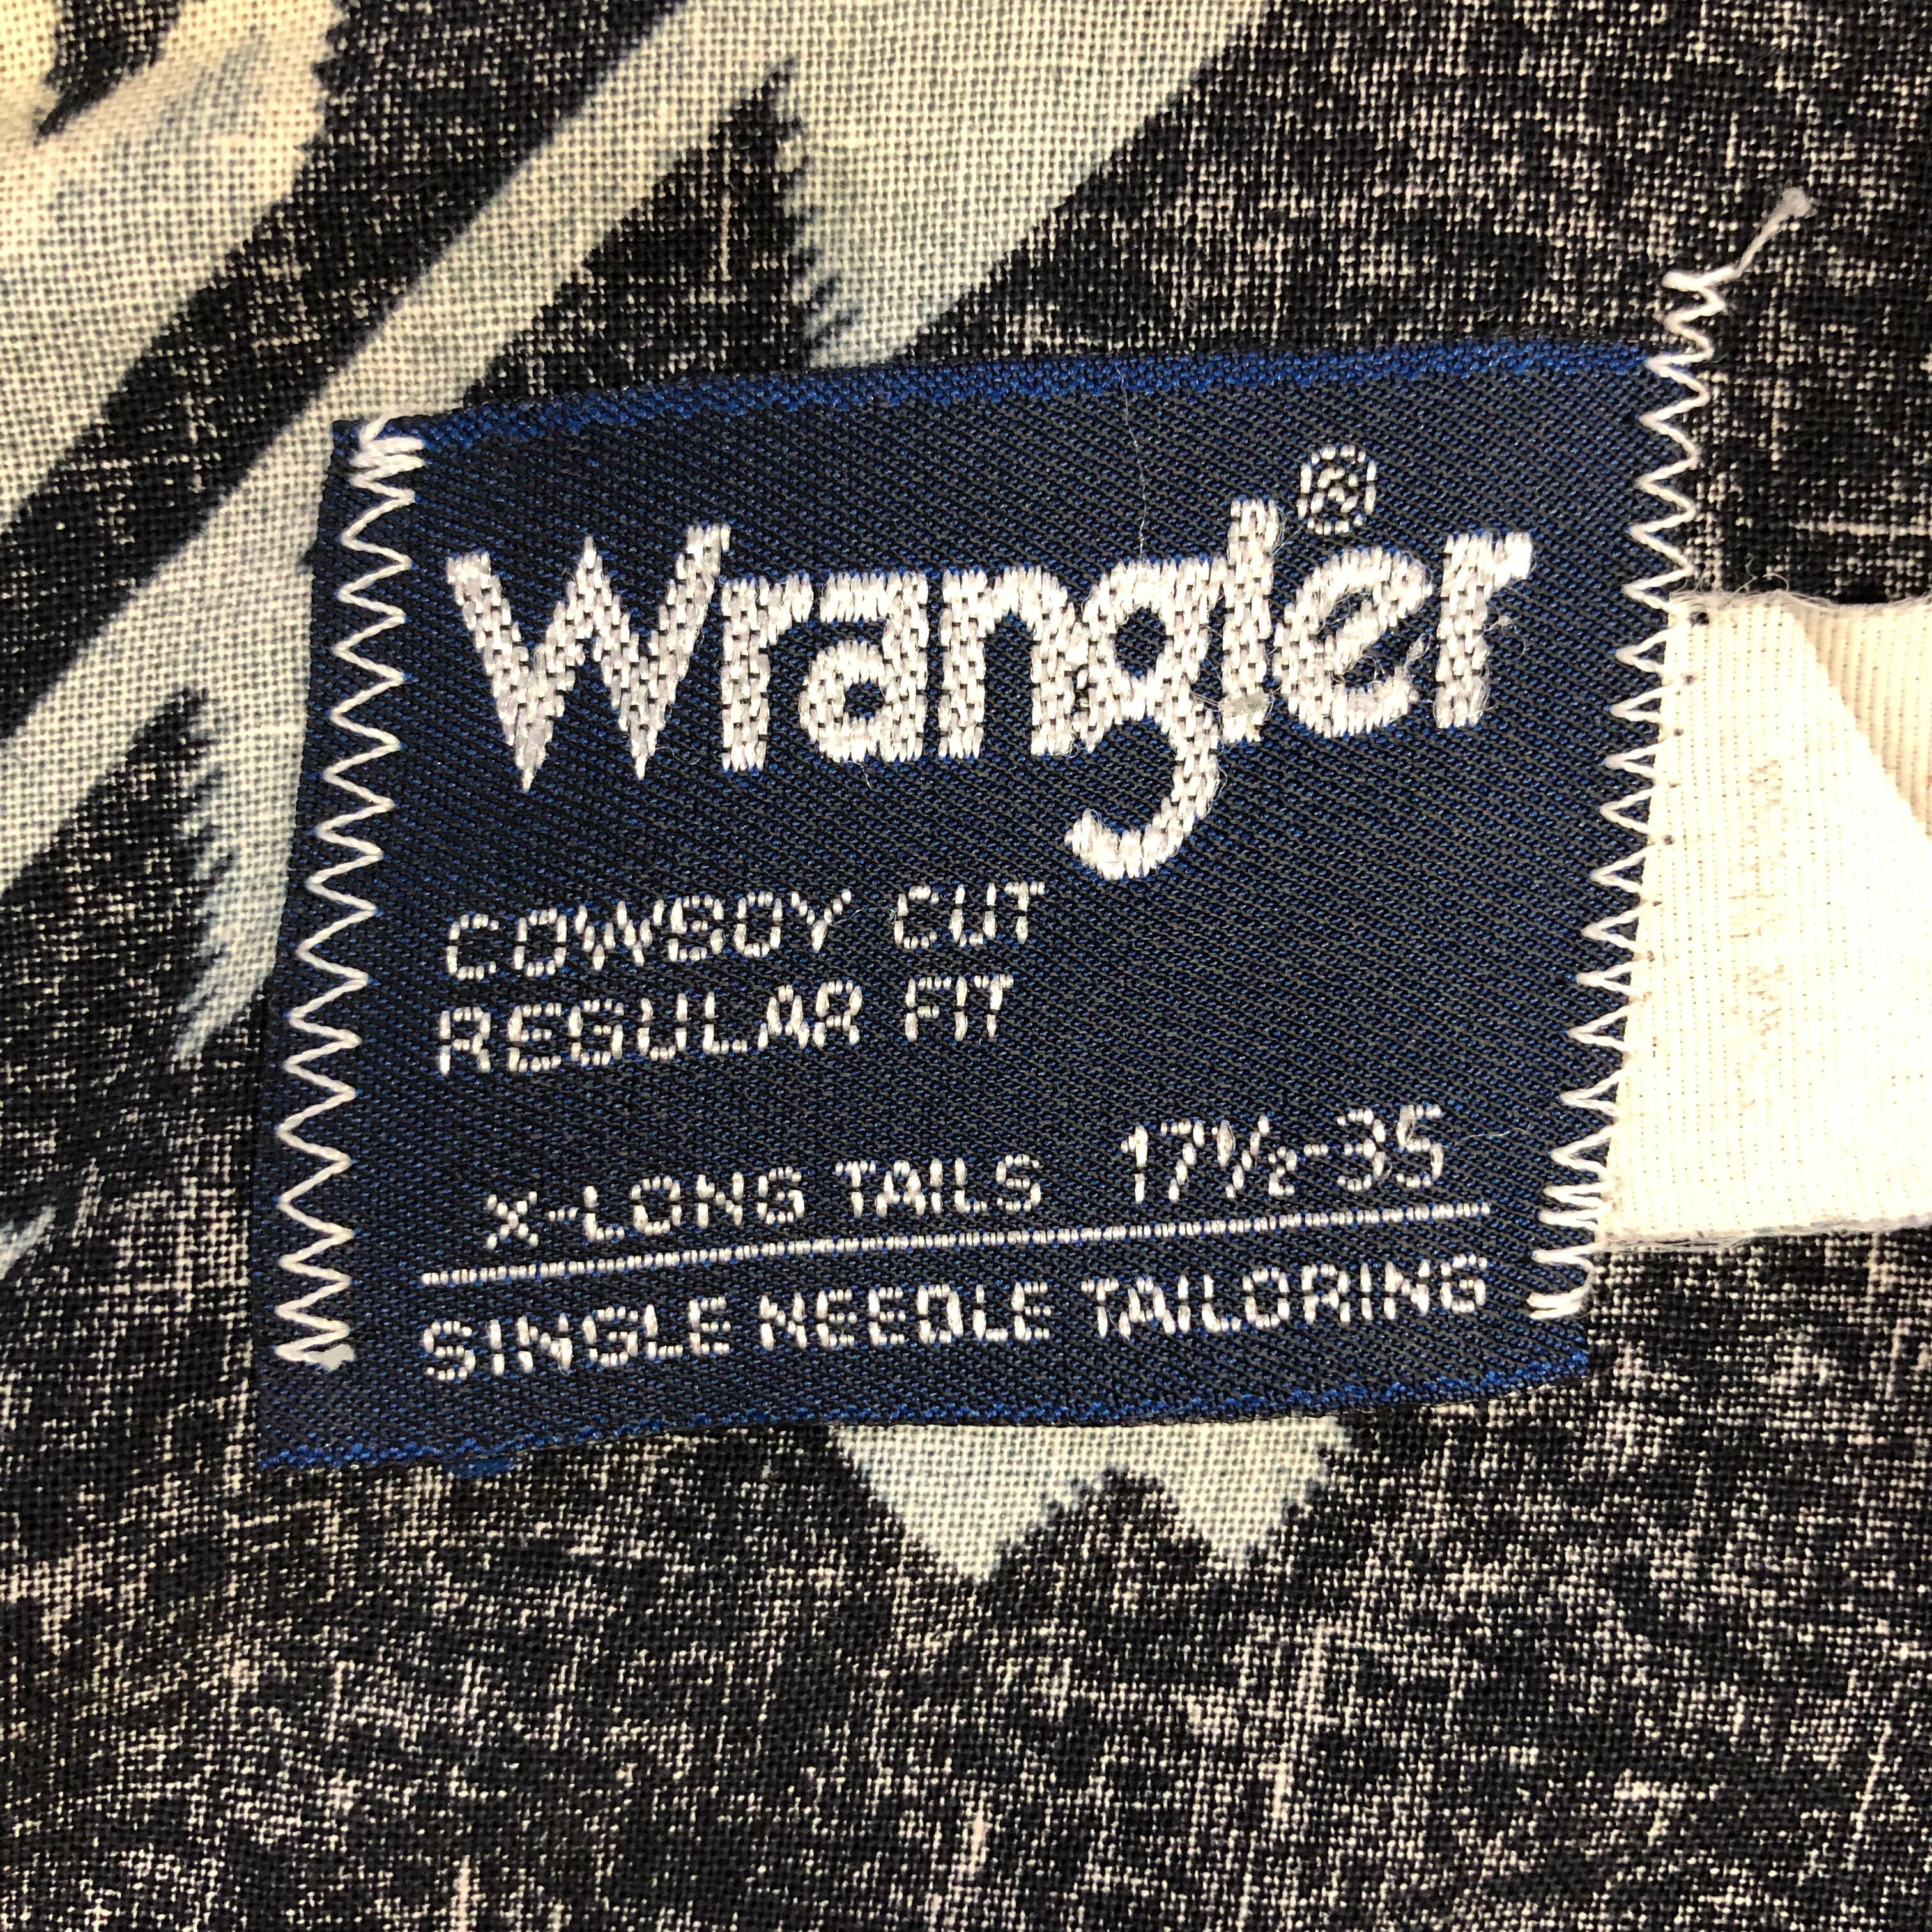 Wrangler®
COWBOY CUT
REGULAR FIT
X-LONG TAILS 17½-35
SINGLE NEEDLE TAILORING